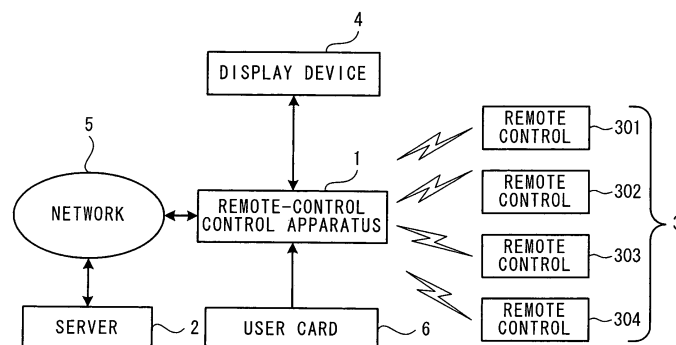 4
DISPLAY DEVICE
5
NETWORK
1
REMOTE-CONTROL
CONTROL APPARATUS
REMOTE
CONTROL
301
REMOTE
CONTROL
302
REMOTE
CONTROL
303
REMOTE
CONTROL
304
3
SERVER
2
USER CARD
6